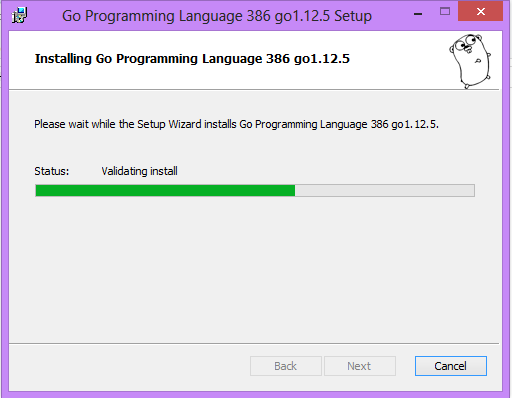 Go Programming Language 386 go1.12.5 Setup
Installing Go Programming Language 386 go1.12.5
Please wait while the Setup Wizard installs Go Programming Language 386 go1.12.5.
Status: Validating install
Back Next Cancel